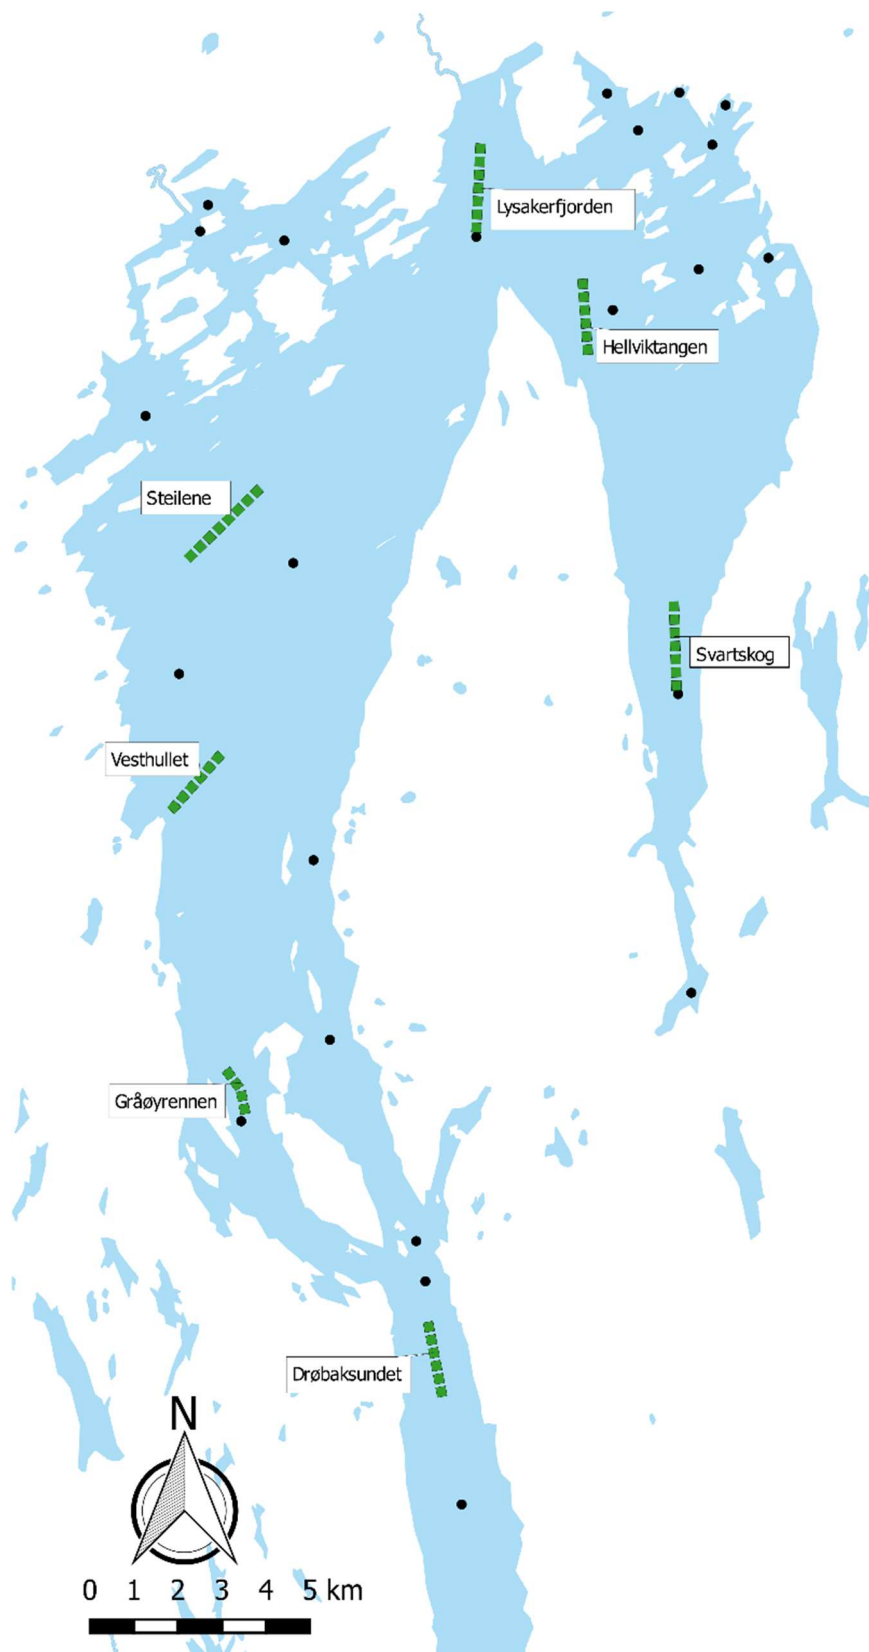 Lysakerfjorden
Hellviktangen
Steilene
Svartskog
Vesthullet
Gråøyrennen
Drøbaksundet
N
0 1 2 3 4 5 km